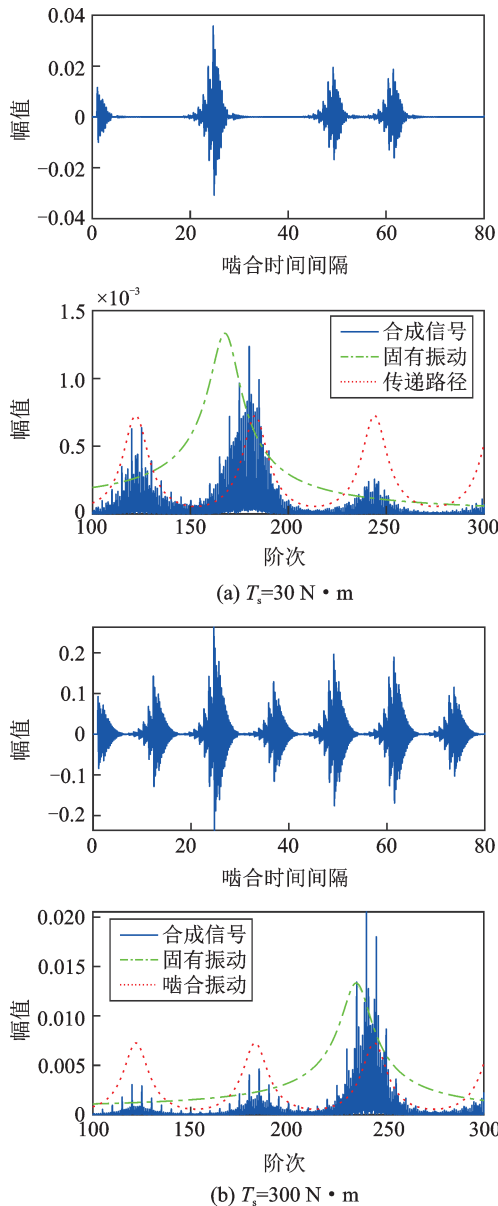 0.04
0.02
0
−0.02
−0.04
幅值
0 20 40 60 80
啮合时间间隔
×10⁻³
1.5
1.0
0.5
0
幅值
合成信号
固有振动
传递路径
100 150 200 250 300
阶次
(a) Tₛ=30 N・m
0.2
0.1
0
−0.1
−0.2
幅值
0 20 40 60 80
啮合时间间隔
0.020
0.015
0.010
0.005
0
幅值
合成信号
固有振动
啮合振动
100 150 200 250 300
阶次
(b) Tₛ=300 N・m